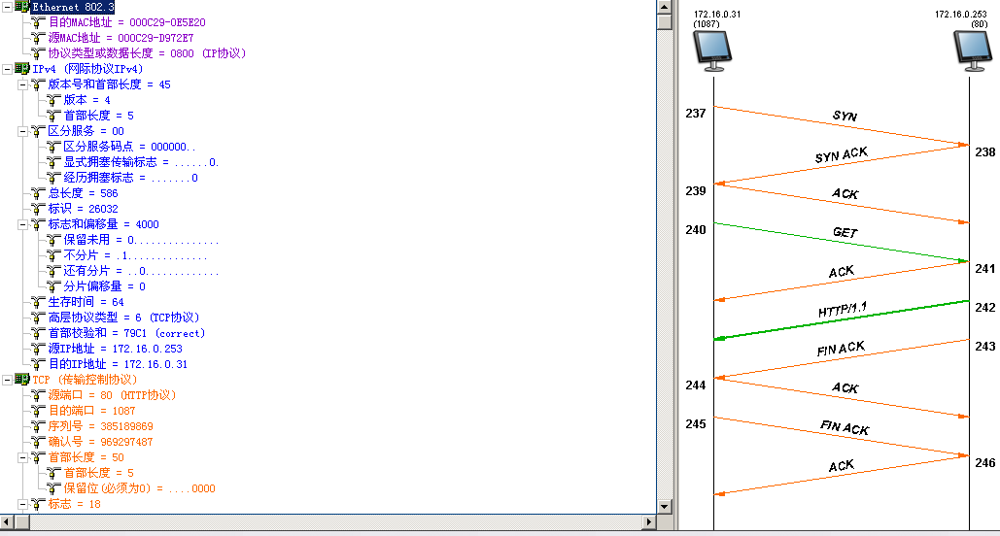 Ethernet 802.3
目的MAC地址 = 000C29-0E5E20
源MAC地址 = 000C29-D972E7
协议类型或数据长度 = 0800 (IP协议)
IPv4 (网际协议IPv4)
版本号和首部长度 = 45
版本 = 4
首部长度 = 5
区分服务 = 00
区分服务码点 = 000000..
显式拥塞传输标志 = ......0.
经历拥塞标志 = .......0
总长度 = 586
标识 = 26032
标志和偏移量 = 4000
保留未用 = 0...............
不分片 = .1..............
还有分片 = ..0.............
分片偏移量 = 0
生存时间 = 64
高层协议类型 = 6 (TCP协议)
首部校验和 = 79C1 (correct)
源IP地址 = 172.16.0.253
目的IP地址 = 172.16.0.31
TCP (传输控制协议)
源端口 = 80 (HTTP协议)
目的端口 = 1087
序列号 = 385189869
确认号 = 969297487
首部长度 = 50
首部长度 = 5
保留位(必须为0) = ....0000
标志 = 18
172.16.0.31
(1087)
172.16.0.253
(80)
237
SYN
238
SYN ACK
239
ACK
240
GET
241
ACK
242
HTTP/1.1
243
FIN ACK
244
ACK
245
FIN ACK
246
ACK